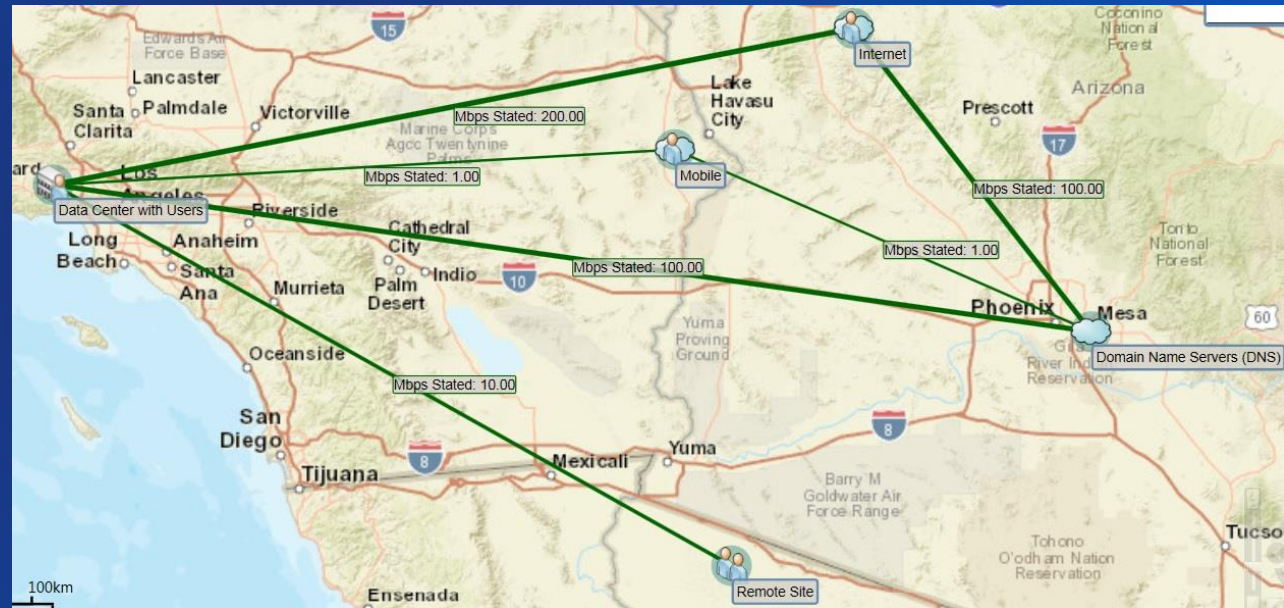 15
Edwards Air
Force Base
Coconino
National
Forest
Internet
Lancaster
Lake
Havasu
City
Arizona
Santa
Clarita
Palmdale
Victorville
Mbps Stated: 200.00
Prescott
Marine Corps
Agcc Twentynine
Palms
17
ard
Los
Angeles
Mbps Stated: 1.00
Mobile
Mbps Stated: 100.00
Data Center with Users
Riverside
Long
Beach
Anaheim
Cathedral
City
Tonto
National
Forest
Mbps Stated: 1.00
Santa
Ana
Palm
Desert
Indio
10
Mbps Stated: 100.00
Murrieta
Phoenix
Mesa
60
Yuma
Proving
Ground
Oceanside
Gila
River Indian
Reservation
Domain Name Servers (DNS)
Mbps Stated: 10.00
San
Diego
8
8
Mexicali
Yuma
Tijuana
Barry M
Goldwater Air
Force Range
Tohono
O'odham Nation
Reservation
Tucso
100km
Ensenada
Remote Site